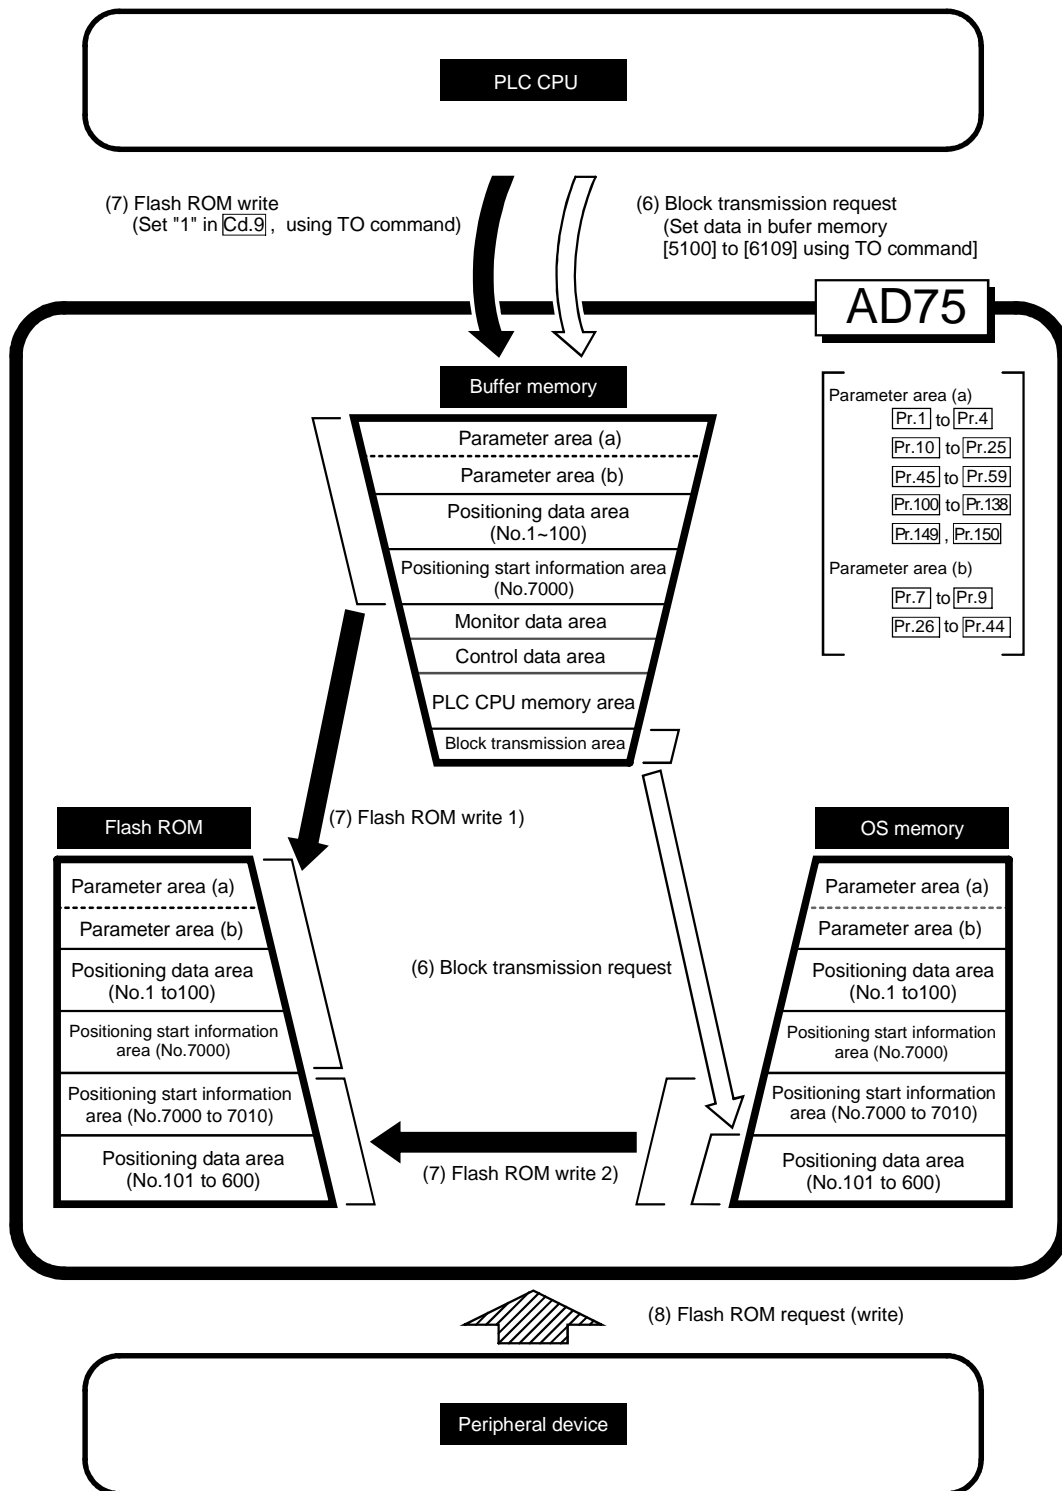 PLC CPU
(7) Flash ROM write
(Set "1" in Cd.9 , using TO command)
(6) Block transmission request
(Set data in bufer memory
[5100] to [6109] using TO command]
AD75
Buffer memory
Parameter area (a)
Parameter area (b)
Positioning data area
(No.1~100)
Positioning start information area
(No.7000)
Monitor data area
Control data area
PLC CPU memory area
Block transmission area
Parameter area (a)
Pr.1 to Pr.4
Pr.10 to Pr.25
Pr.45 to Pr.59
Pr.100 to Pr.138
Pr.149 , Pr.150
Parameter area (b)
Pr.7 to Pr.9
Pr.26 to Pr.44
(7) Flash ROM write 1)
Flash ROM
Parameter area (a)
Parameter area (b)
Positioning data area
(No.1 to100)
Positioning start information
area (No.7000)
Positioning start information
area (No.7000 to 7010)
Positioning data area
(No.101 to 600)
(6) Block transmission request
(7) Flash ROM write 2)
OS memory
Parameter area (a)
Parameter area (b)
Positioning data area
(No.1 to100)
Positioning start information
area (No.7000)
Positioning start information
area (No.7000 to 7010)
Positioning data area
(No.101 to 600)
(8) Flash ROM request (write)
Peripheral device